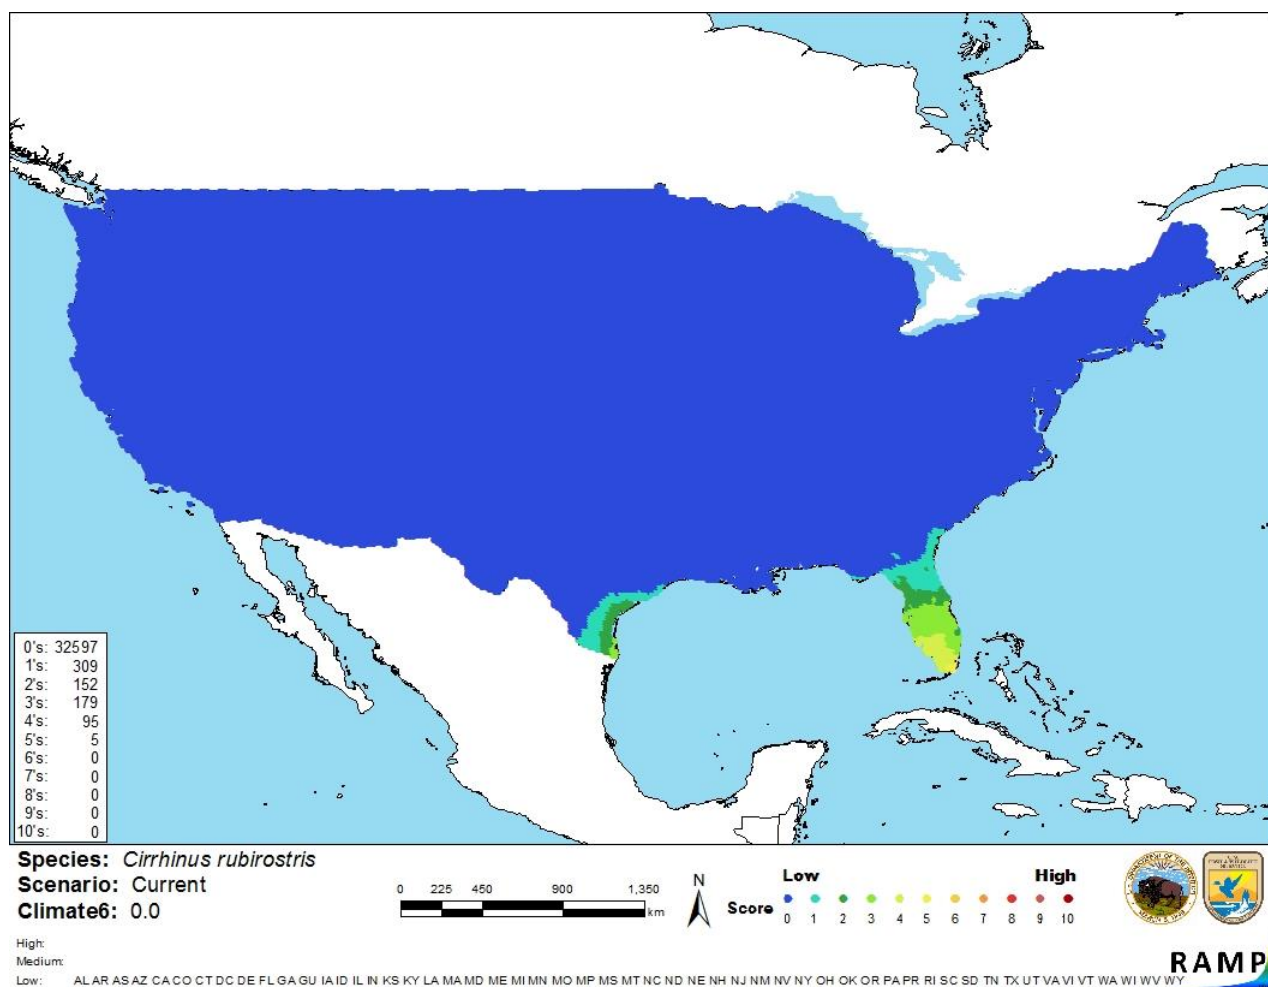 0's: 32597
1's: 309
2's: 152
3's: 179
4's: 95
5's: 5
6's: 0
7's: 0
8's: 0
9's: 0
10's: 0
Species: Cirrhinus rubirostris
Scenario: Current
Climate6: 0.0
0 225 450 900 1,350
km
N
Low High
Score 0 1 2 3 4 5 6 7 8 9 10
High:
Medium:
Low: AL AR AS AZ CA CO CT DC DE FL GA GU IA ID IL IN KS KY LA MA MD ME MI MN MO MP MS MT NC ND NE NH NJ NM NV NY OH OK OR PA PR RI SC SD TN TX UT VA VI VT WA WI WV WY
RAMP